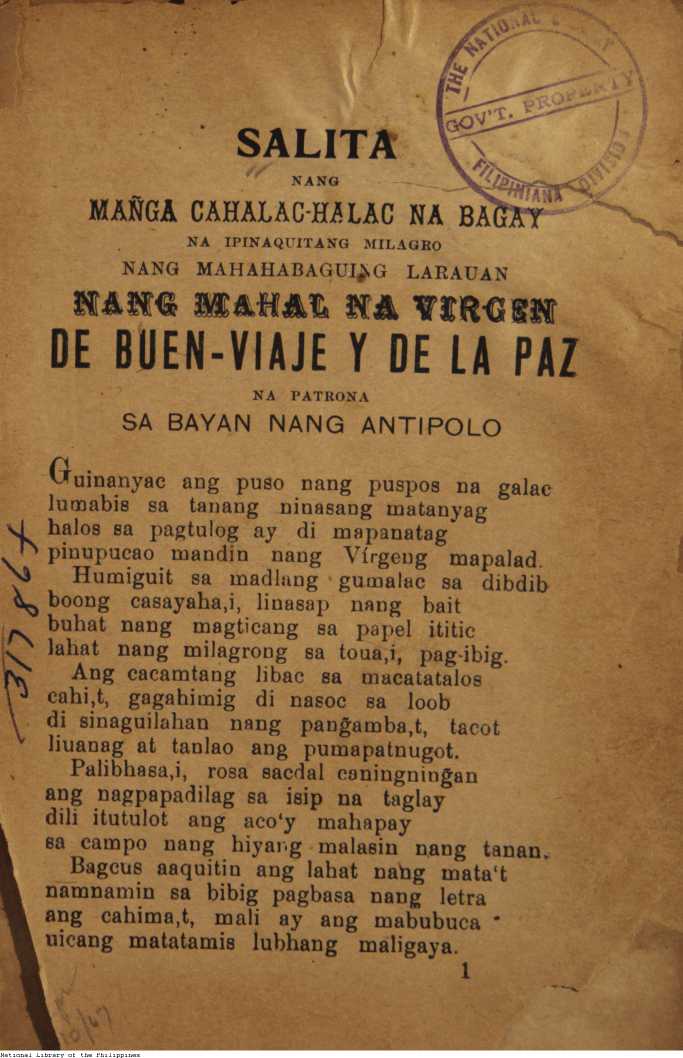 THE NATIONAL
GOV'T. PROPERTY
FILIPINIANA DIVISION
SALITA
NANG
MAÑGA CAHALAC-HALAC NA BAGAY
NA IPINAQUITANG MILAGRO
NANG MAHAHABAGUING LARAUAN
NANG MAHAL NA VIRGEN
DE BUEN-VIAJE Y DE LA PAZ
NA PATRONA
SA BAYAN NANG ANTIPOLO
Guinanyac ang puso nang puspos na galac
lumabis sa tanang ninasang matanyag
halos sa pagtulog ay di mapanatag
pinupucao mandin nang Vírgeng mapalad.
Humiguit sa madlang gumalac sa dibdib
boong casayaha,i, linasap nang bait
buhat nang magticang sa papel ititic
lahat nang milagrong sa toua,i, pag-ibig.
Ang cacamtang libac sa macatatalos
cahi,t, gagahimig di nasoc sa loob
di sinaguilahan nang pang̃amba,t, tacot
liuanag at tanlao ang pumapatnugot.
Palibhasa,i, rosa sacdal caningning̃an
ang nagpapadilag sa isip na taglay
dili itutulot ang aco'y mahapay
sa campo nang hiyang malasin nang tanan.
Bagcus aaquitin ang lahat nang mata't
namnamin sa bibig pagbasa nang letra
ang cahima,t, mali ay ang mabubuca
uicang matatamis lubhang maligaya.
1
317864
National Library of the Philippines